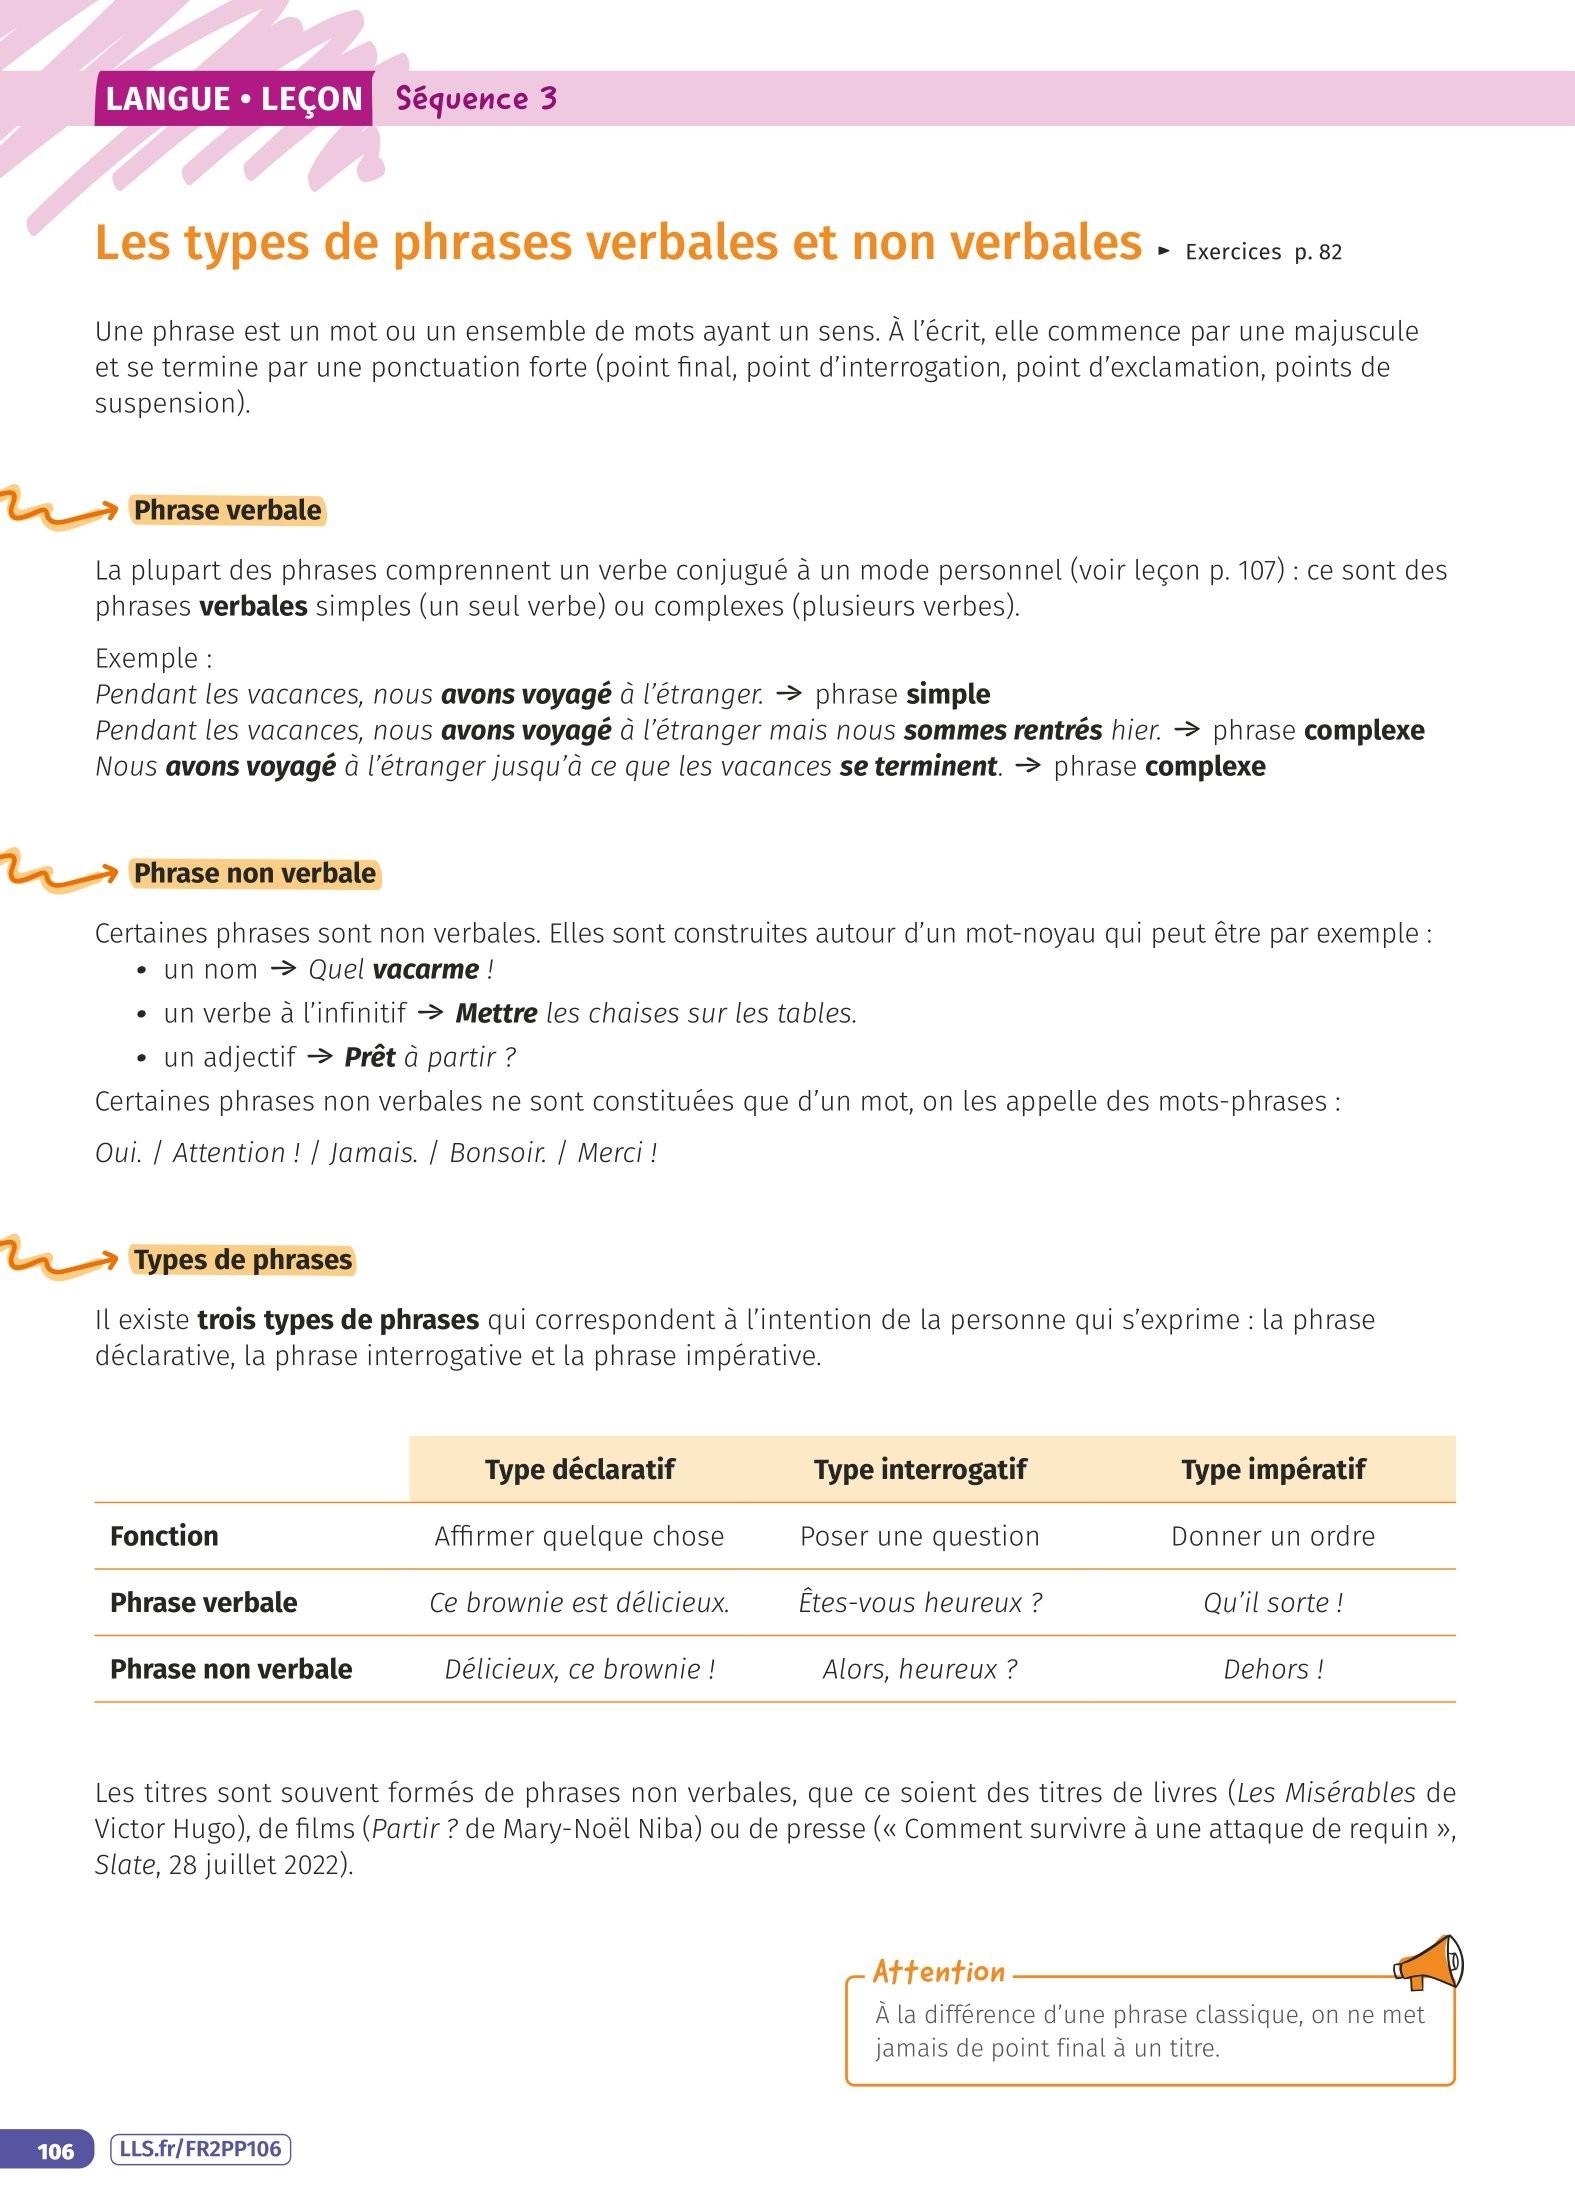 LANGUE • LEÇON Séquence 3
Les types de phrases verbales et non verbales ► Exercices p. 82
Une phrase est un mot ou un ensemble de mots ayant un sens. À l’écrit, elle commence par une majuscule
et se termine par une ponctuation forte (point final, point d’interrogation, point d’exclamation, points de
suspension).
Phrase verbale
La plupart des phrases comprennent un verbe conjugué à un mode personnel (voir leçon p. 107) : ce sont des
phrases verbales simples (un seul verbe) ou complexes (plusieurs verbes).
Exemple :
Pendant les vacances, nous avons voyagé à l’étranger. → phrase simple
Pendant les vacances, nous avons voyagé à l’étranger mais nous sommes rentrés hier. → phrase complexe
Nous avons voyagé à l’étranger jusqu’à ce que les vacances se terminent. → phrase complexe
Phrase non verbale
Certaines phrases sont non verbales. Elles sont construites autour d’un mot-noyau qui peut être par exemple :
• un nom → Quel vacarme !
• un verbe à l’infinitif → Mettre les chaises sur les tables.
• un adjectif → Prêt à partir ?
Certaines phrases non verbales ne sont constituées que d’un mot, on les appelle des mots-phrases :
Oui. / Attention ! / Jamais. / Bonsoir. / Merci !
Types de phrases
Il existe trois types de phrases qui correspondent à l’intention de la personne qui s’exprime : la phrase
déclarative, la phrase interrogative et la phrase impérative.
Type déclaratif Type interrogatif Type impératif
Fonction Affirmer quelque chose Poser une question Donner un ordre
Phrase verbale Ce brownie est délicieux. Êtes-vous heureux ? Qu’il sorte !
Phrase non verbale Délicieux, ce brownie ! Alors, heureux ? Dehors !
Les titres sont souvent formés de phrases non verbales, que ce soient des titres de livres (Les Misérables de
Victor Hugo), de films (Partir ? de Mary-Noël Niba) ou de presse (« Comment survivre à une attaque de requin »,
Slate, 28 juillet 2022).
Attention
À la différence d’une phrase classique, on ne met
jamais de point final à un titre.
106 LLS.fr/FR2PP106